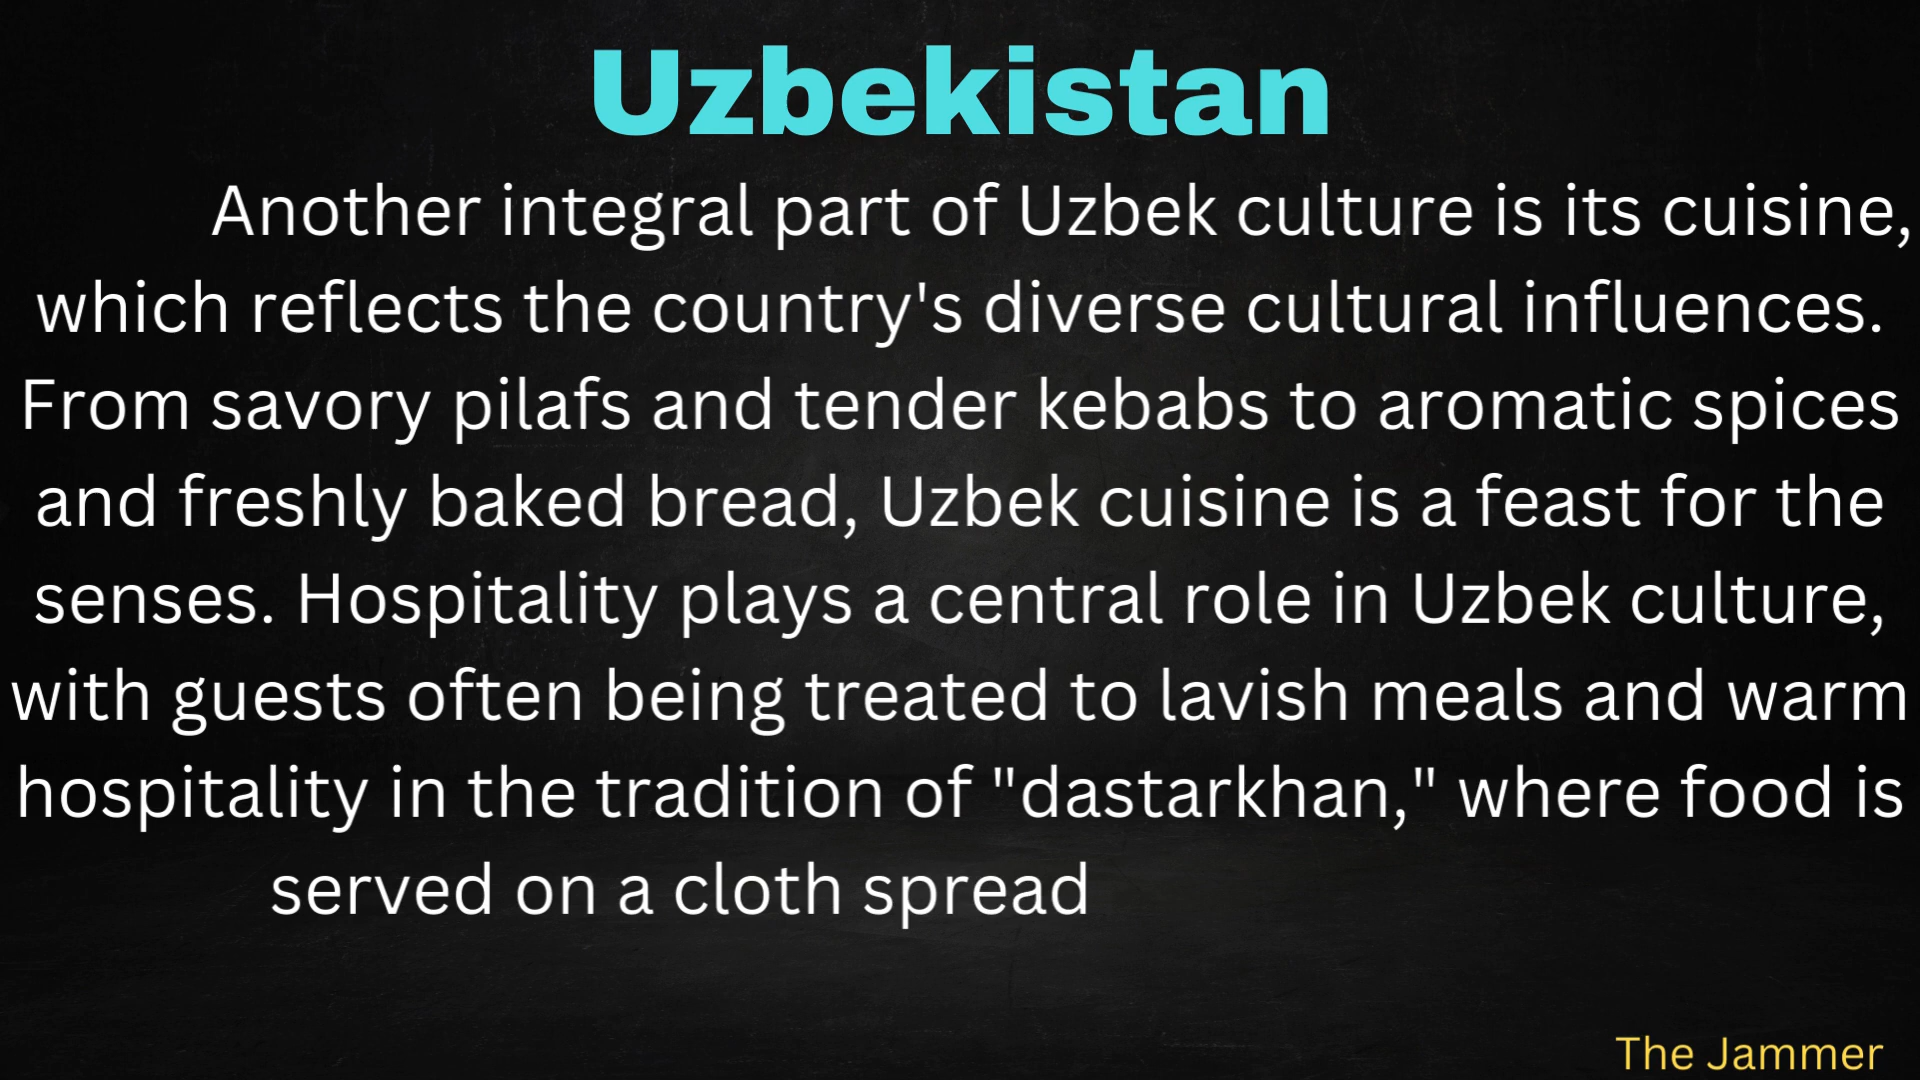 Uzbekistan
Another integral part of Uzbek culture is its cuisine,
which reflects the country's diverse cultural influences.
From savory pilafs and tender kebabs to aromatic spices
and freshly baked bread, Uzbek cuisine is a feast for the
senses. Hospitality plays a central role in Uzbek culture,
with guests often being treated to lavish meals and warm
hospitality in the tradition of "dastarkhan," where food is
served on a cloth spread
The Jammer